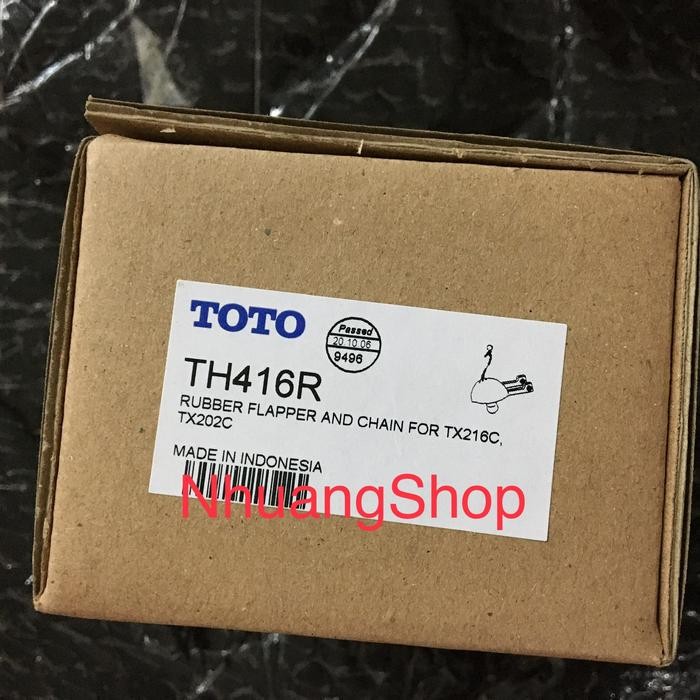 TOTO
Passed
20.10.06
9496
TH416R
RUBBER FLAPPER AND CHAIN FOR TX216C,
TX202C
MADE IN INDONESIA
NhuangShop